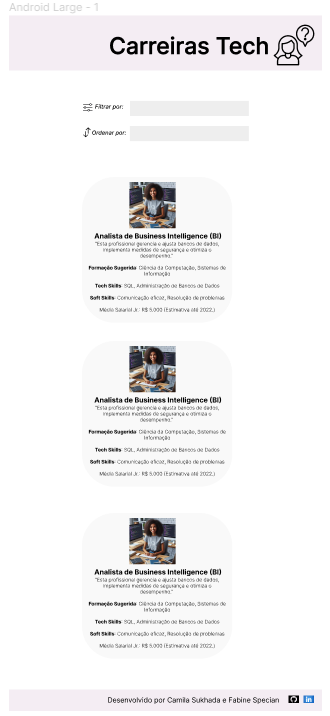 Android Large - 1
Carreiras Tech
Filtrar por:
Ordenar por:
Analista de Business Intelligence (BI)
"Esta profissional gerencia e ajusta bancos de dados,
implementa medidas de segurança e otimiza o
desempenho."
Formação Sugerida: Ciência da Computação, Sistemas de
Informação
Tech Skills: SQL, Administração de Bancos de Dados
Soft Skills: Comunicação eficaz, Resolução de problemas
Média Salarial Jr.: R$ 5.000 (Estimativa até 2022.)
Analista de Business Intelligence (BI)
"Esta profissional gerencia e ajusta bancos de dados,
implementa medidas de segurança e otimiza o
desempenho."
Formação Sugerida: Ciência da Computação, Sistemas de
Informação
Tech Skills: SQL, Administração de Bancos de Dados
Soft Skills: Comunicação eficaz, Resolução de problemas
Média Salarial Jr.: R$ 5.000 (Estimativa até 2022.)
Analista de Business Intelligence (BI)
"Esta profissional gerencia e ajusta bancos de dados,
implementa medidas de segurança e otimiza o
desempenho."
Formação Sugerida: Ciência da Computação, Sistemas de
Informação
Tech Skills: SQL, Administração de Bancos de Dados
Soft Skills: Comunicação eficaz, Resolução de problemas
Média Salarial Jr.: R$ 5.000 (Estimativa até 2022.)
Desenvolvido por Camila Sukhada e Fabine Specian